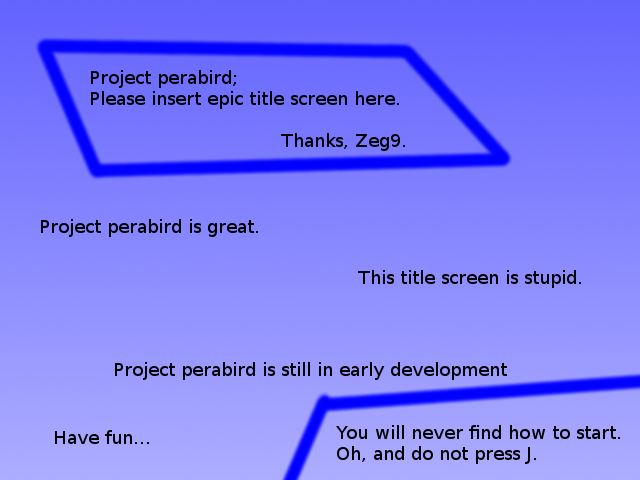 Project perabird;
Please insert epic title screen here.
Thanks, Zeg9.
Project perabird is great.
This title screen is stupid.
Project perabird is still in early development
Have fun...
You will never find how to start.
Oh, and do not press J.